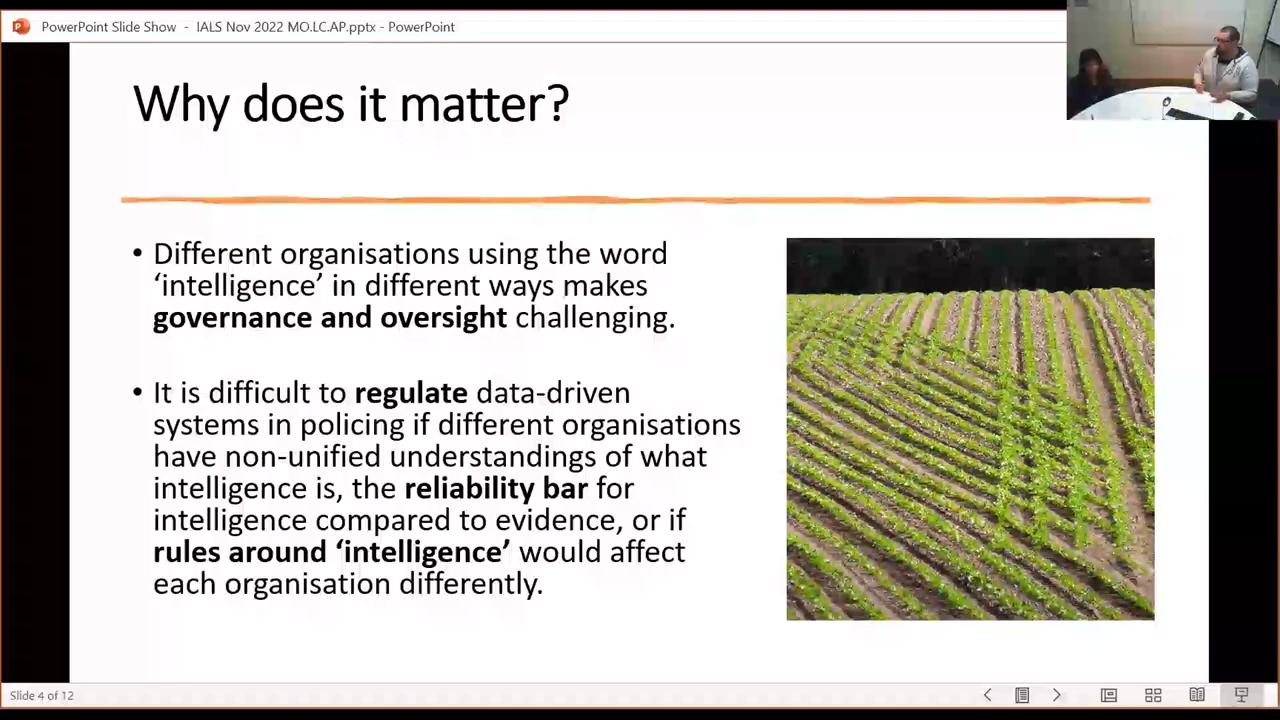 PowerPoint Slide Show - IALS Nov 2022 MO.LC.AP.pptx - PowerPoint
Why does it matter?
• Different organisations using the word
‘intelligence’ in different ways makes
governance and oversight challenging.
• It is difficult to regulate data-driven
systems in policing if different organisations
have non-unified understandings of what
intelligence is, the reliability bar for
intelligence compared to evidence, or if
rules around ‘intelligence’ would affect
each organisation differently.
Slide 4 of 12